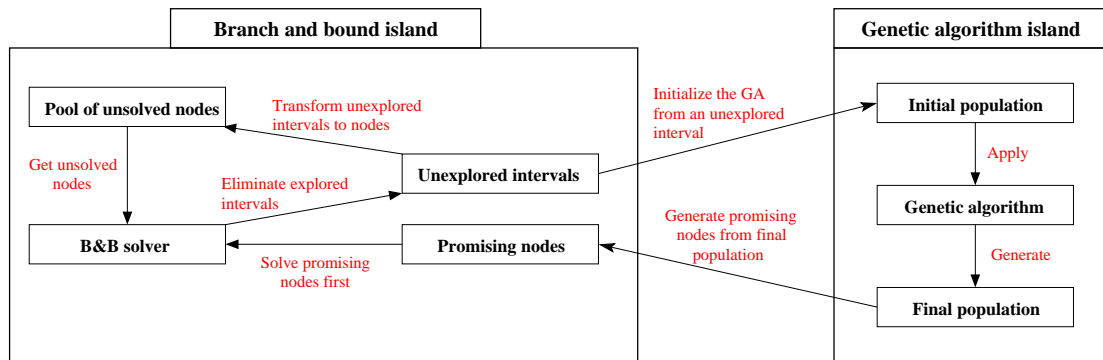 Branch and bound island
Genetic algorithm island
Pool of unsolved nodes
Transform unexplored
intervals to nodes
Initialize the GA
from an unexplored
interval
Initial population
Get unsolved
nodes
Unexplored intervals
Apply
Eliminate explored
intervals
Genetic algorithm
B&B solver
Promising nodes
Generate promising
nodes from final
population
Solve promising
nodes first
Generate
Final population